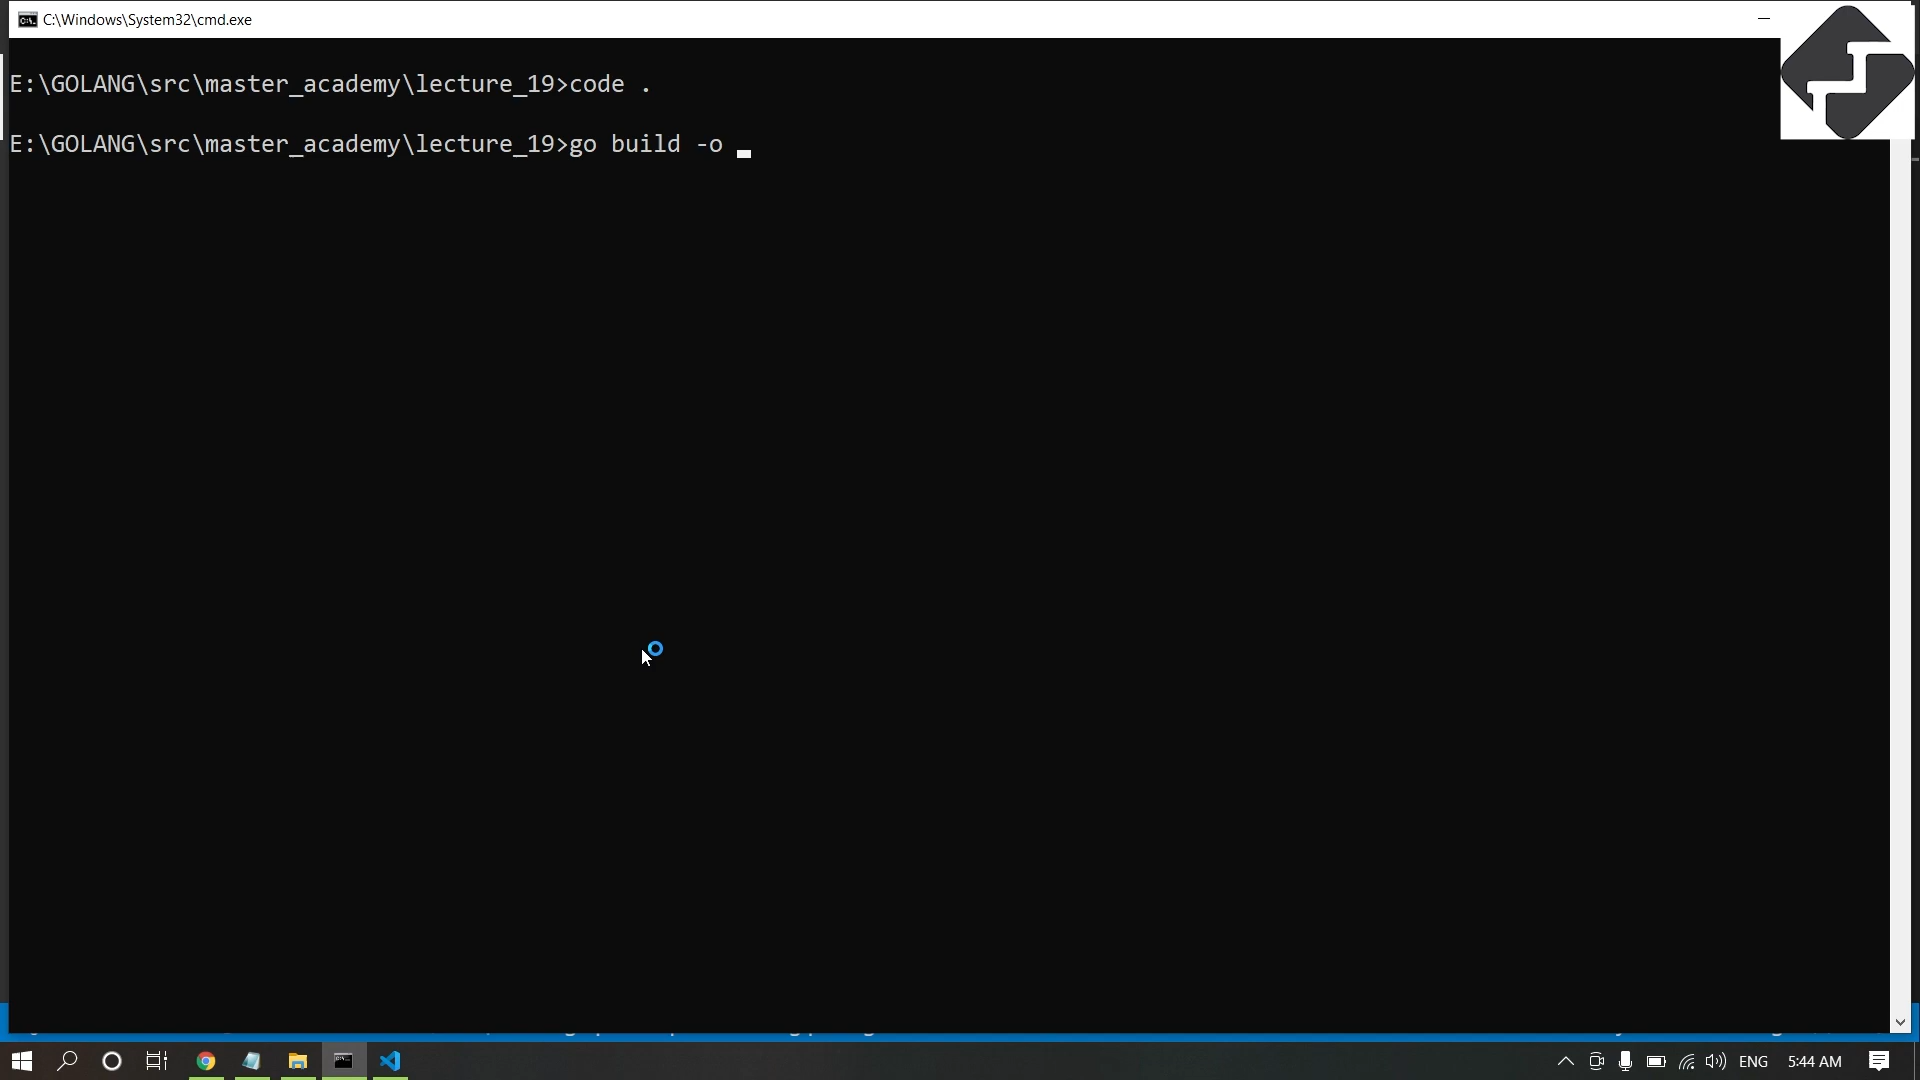 C:\Windows\System32\cmd.exe
E:\GOLANG\src\master_academy\lecture_19>code .
E:\GOLANG\src\master_academy\lecture_19>go build -o
ENG
5:44 AM